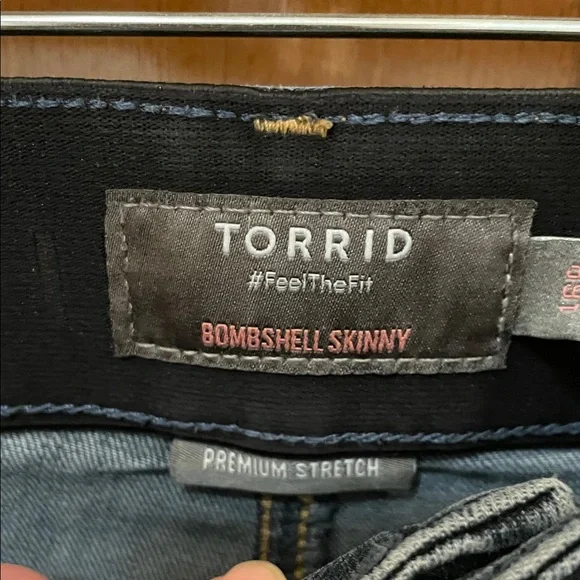 TORRID
#FeelTheFit
BOMBSHELL SKINNY
PREMIUM STRETCH